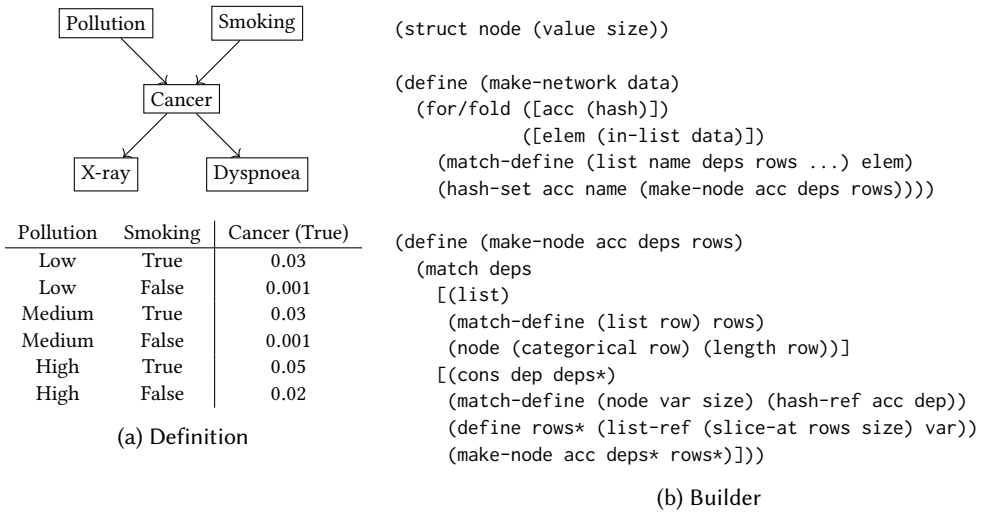 Pollution
Smoking
Cancer
X-ray
Dyspnoea
Pollution Smoking Cancer (True)
Low True 0.03
Low False 0.001
Medium True 0.03
Medium False 0.001
High True 0.05
High False 0.02
(a) Definition
(struct node (value size))
(define (make-network data)
(for/fold ([acc (hash)])
([elem (in-list data)])
(match-define (list name deps rows ...) elem)
(hash-set acc name (make-node acc deps rows))))
(define (make-node acc deps rows)
(match deps
[(list)
(match-define (list row) rows)
(node (categorical row) (length row))]
[(cons dep deps*)
(match-define (node var size) (hash-ref acc dep))
(define rows* (list-ref (slice-at rows size) var))
(make-node acc deps* rows*)]))
(b) Builder